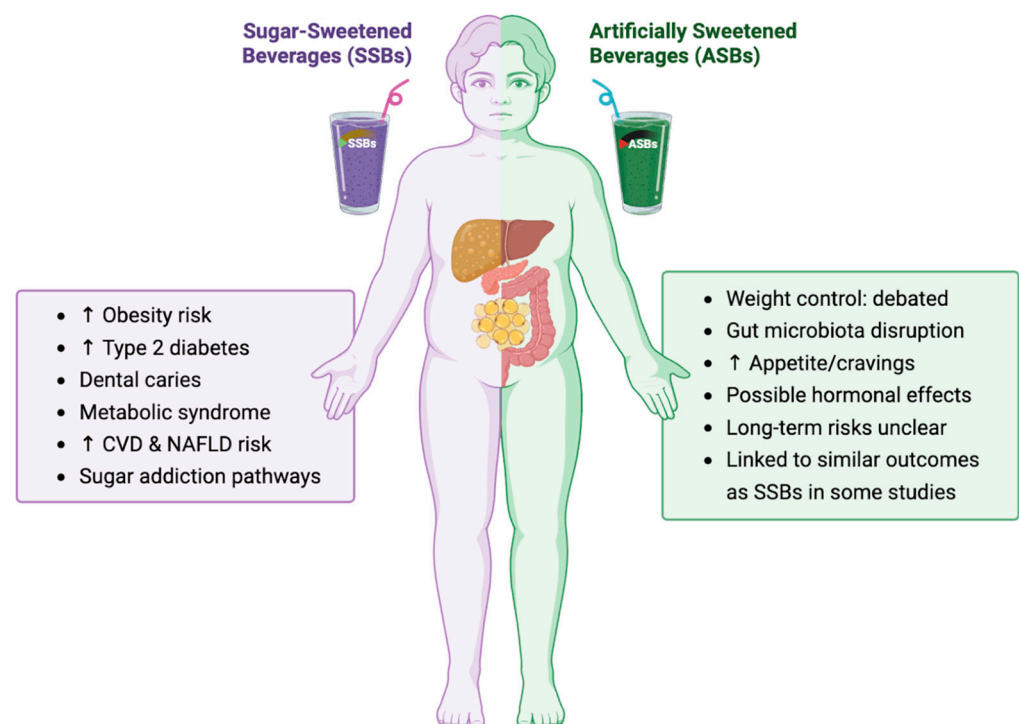 Sugar-Sweetened
Beverages (SSBs)
Artificially Sweetened
Beverages (ASBs)
SSBs
ASBs
• ↑ Obesity risk
• ↑ Type 2 diabetes
• Dental caries
• Metabolic syndrome
• ↑ CVD & NAFLD risk
• Sugar addiction pathways
• Weight control: debated
• Gut microbiota disruption
• ↑ Appetite/cravings
• Possible hormonal effects
• Long-term risks unclear
• Linked to similar outcomes
as SSBs in some studies